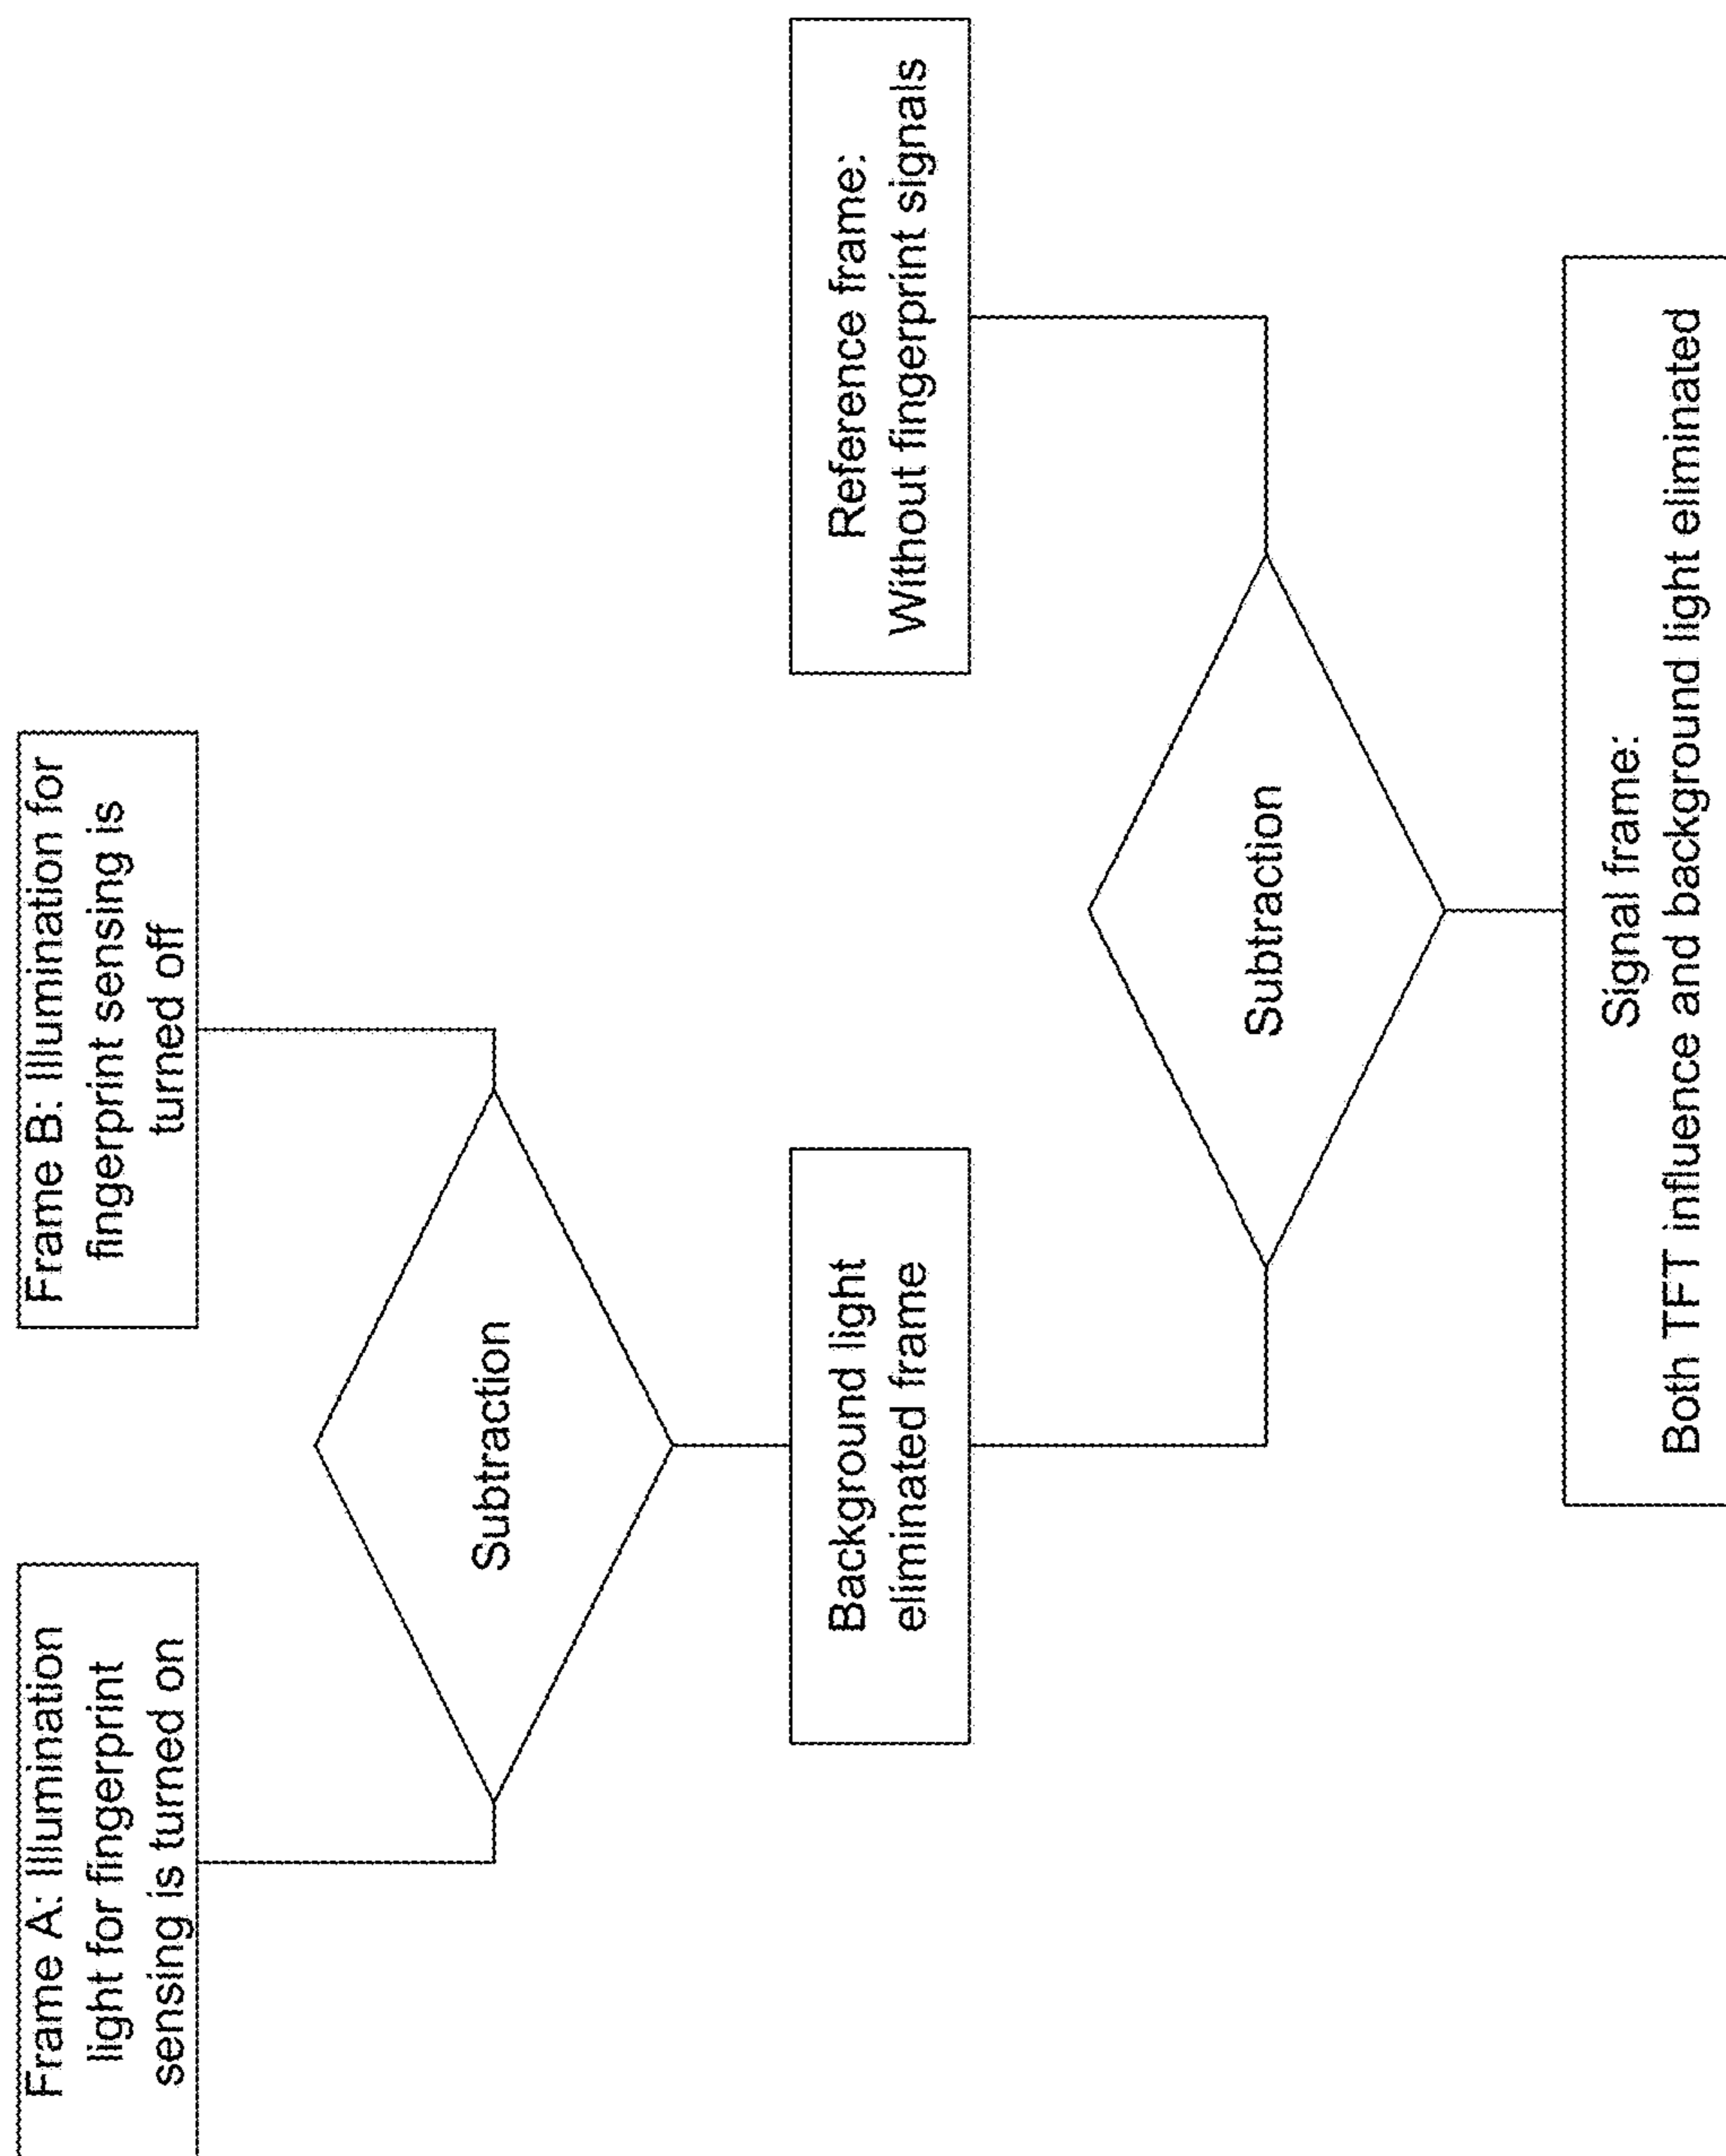 Frame A: Illumination
light for fingerprint
sensing is turned on
Frame B: Illumination for
fingerprint sensing is
turned off
Subtraction
Background light
eliminated frame
Reference frame:
Without fingerprint signals
Subtraction
Signal frame:
Both TFT influence and background light eliminated